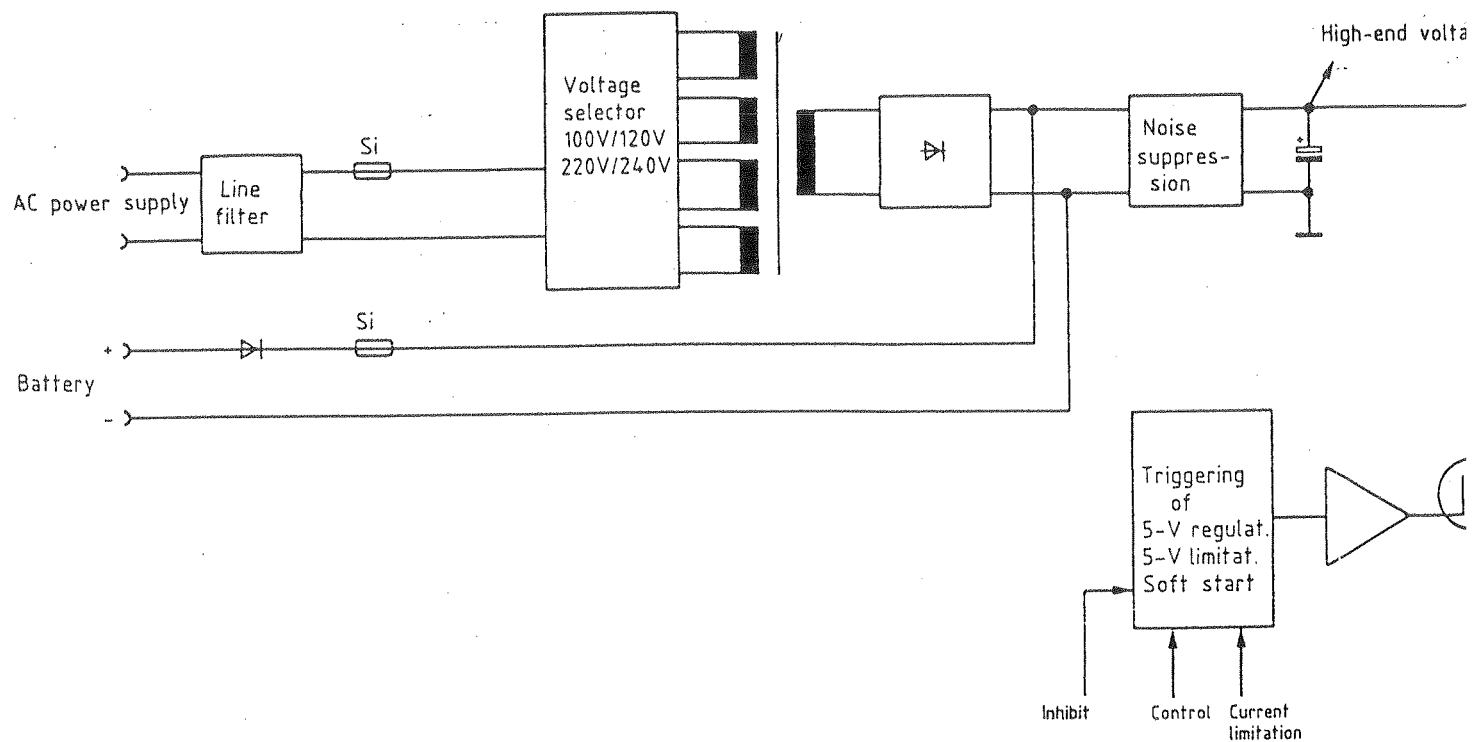 High-end volta
Voltage
selector
100V/120V
220V/240V
Noise
suppres-
sion
Si
AC power supply
Line
filter
+
Si
+
Battery
-
Triggering
of
5-V regulat.
5-V limitat.
Soft start
Inhibit
Control
Current
limitation